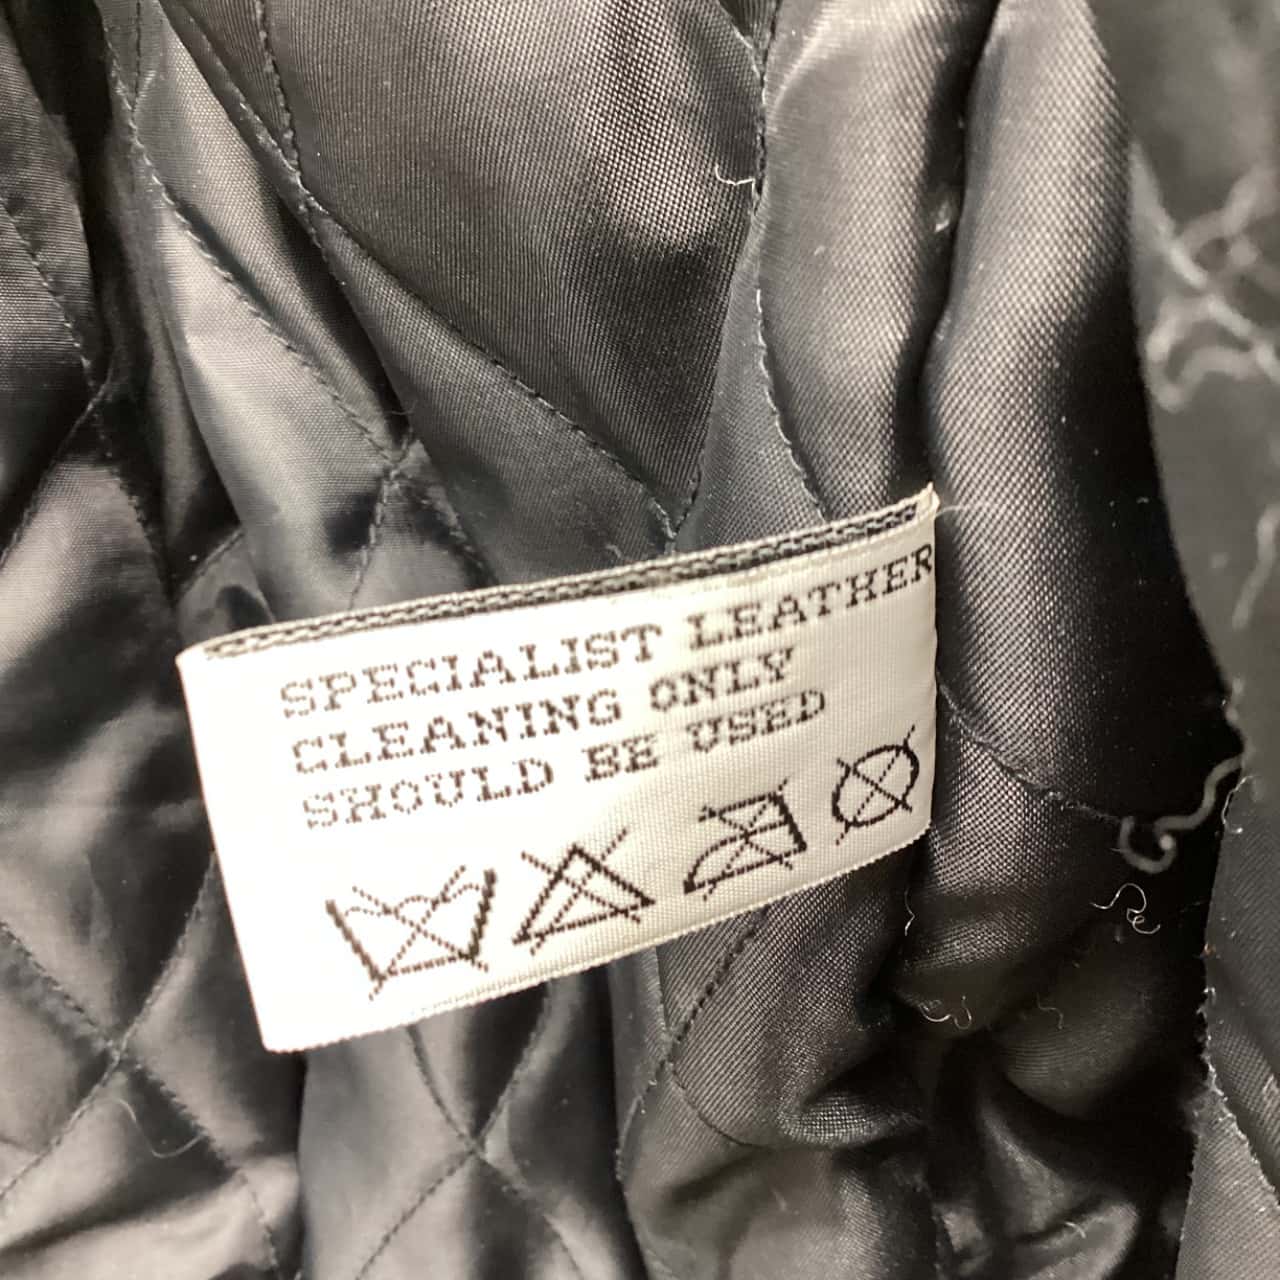 SPECIALIST LEATHER
CLEANING ONLY
SHOULD BE USED